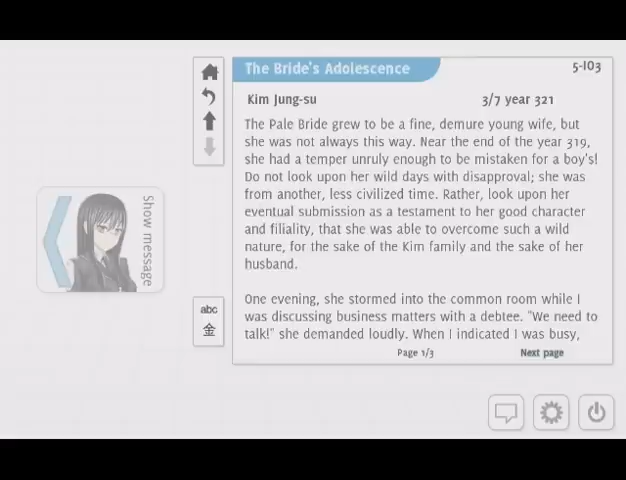 The Bride's Adolescence
5-103
Kim Jung-su
3/7 year 321
The Pale Bride grew to be a fine, demure young wife, but
she was not always this way. Near the end of the year 319,
she had a temper unruly enough to be mistaken for a boy's!
Do not look upon her wild days with disapproval; she was
from another, less civilized time. Rather, look upon her
eventual submission as a testament to her good character
and filiality, that she was able to overcome such a wild
nature, for the sake of the Kim family and the sake of her
husband.
One evening, she stormed into the common room while I
was discussing business matters with a debtee. "We need to
talk!" she demanded loudly. When I indicated I was busy,
Page 1/3
Next page
Show message
abc
金